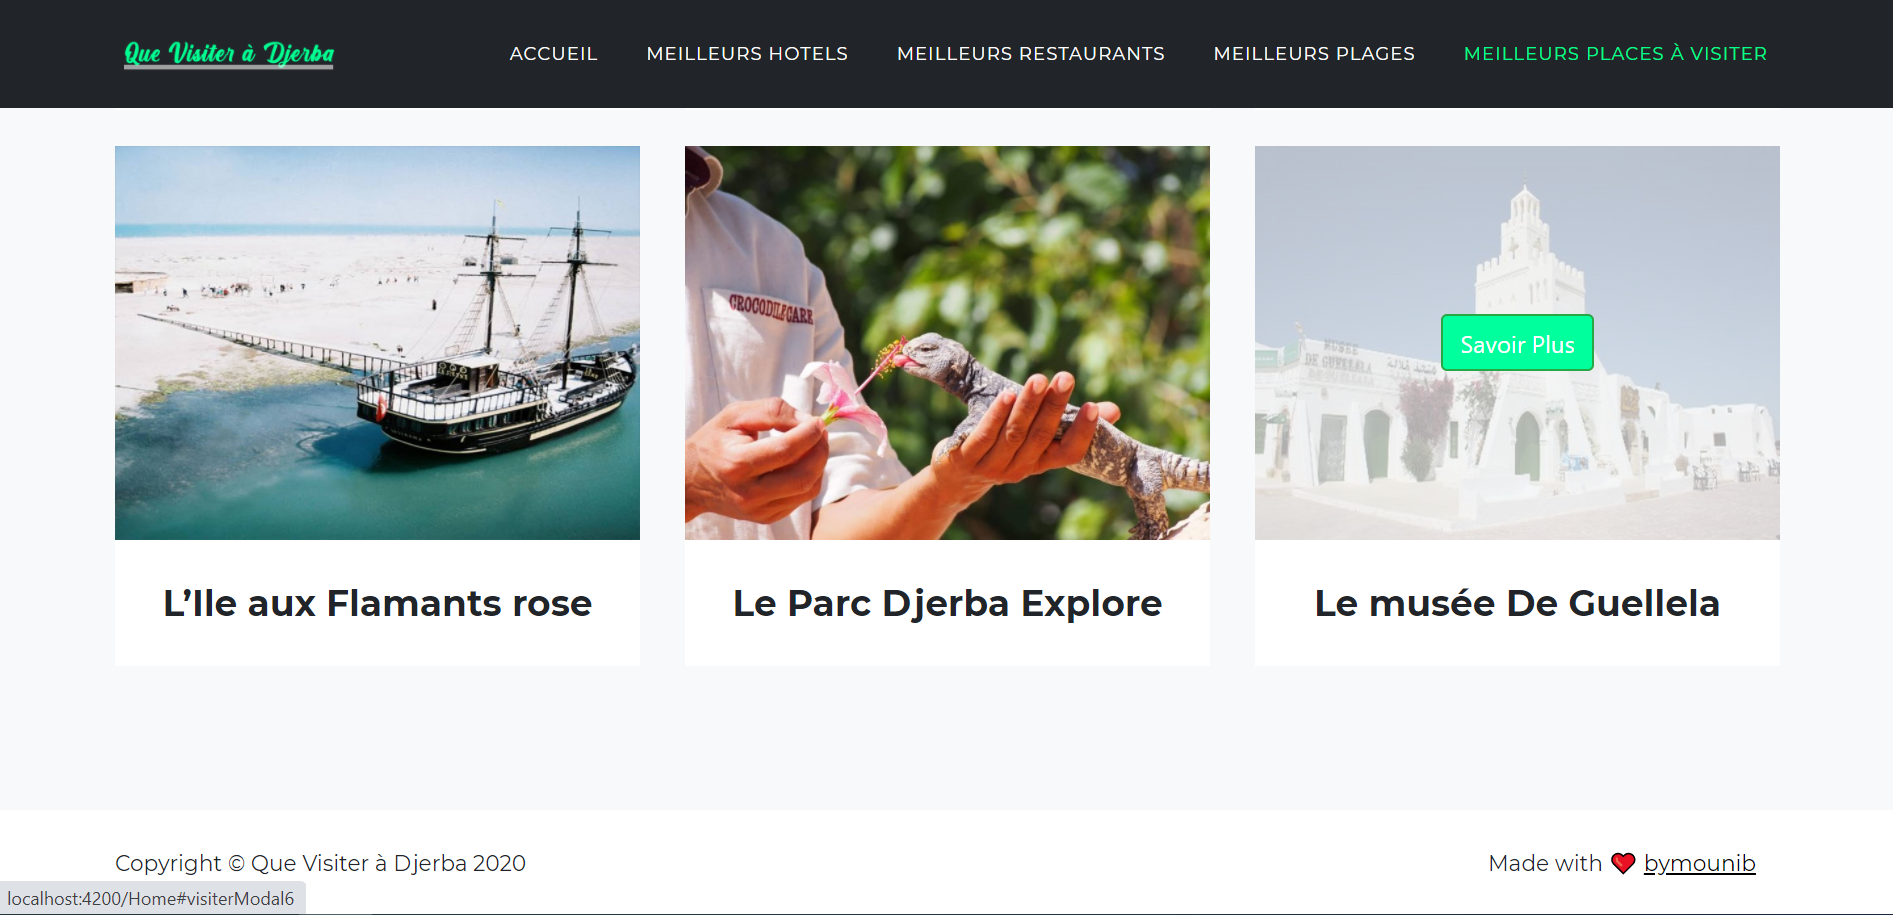 Que Visiter à Djerba
ACCUEIL
MEILLEURS HOTELS
MEILLEURS RESTAURANTS
MEILLEURS PLAGES
MEILLEURS PLACES À VISITER
CROCODILE
MUSEE
DE GUELLALA
Savoir Plus
L’Ile aux Flamants rose
Le Parc Djerba Explore
Le musée De Guellela
Copyright © Que Visiter à Djerba 2020
Made with ❤ bymounib
localhost:4200/Home#visiterModal6